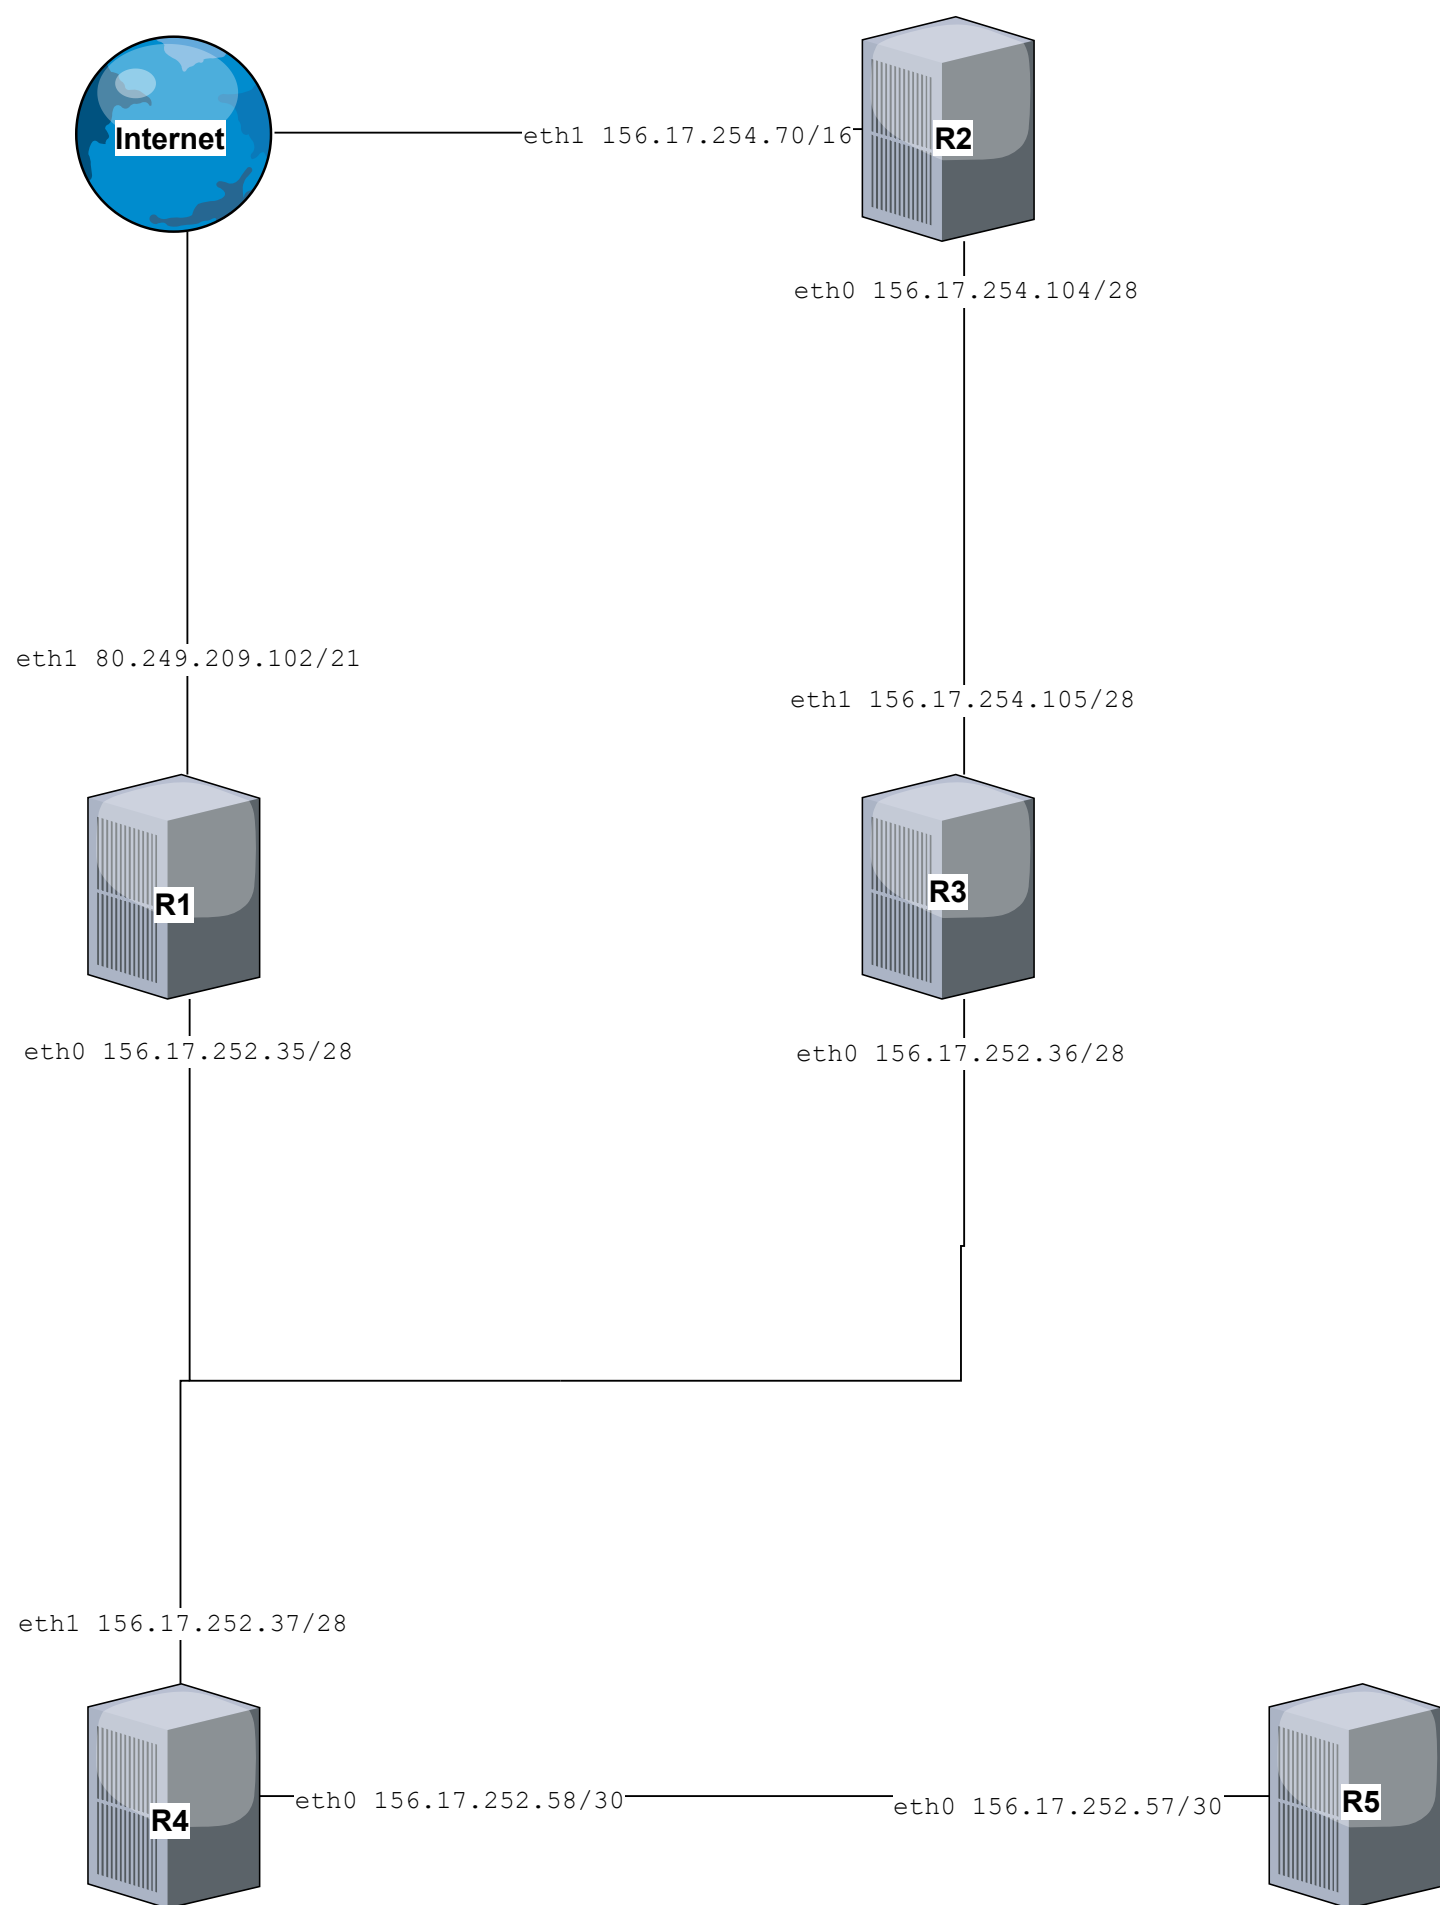 Internet
eth1 156.17.254.70/16
R2
eth0 156.17.254.104/28
eth1 80.249.209.102/21
eth1 156.17.254.105/28
R1
R3
eth0 156.17.252.35/28
eth0 156.17.252.36/28
eth1 156.17.252.37/28
R4
eth0 156.17.252.58/30
eth0 156.17.252.57/30
R5